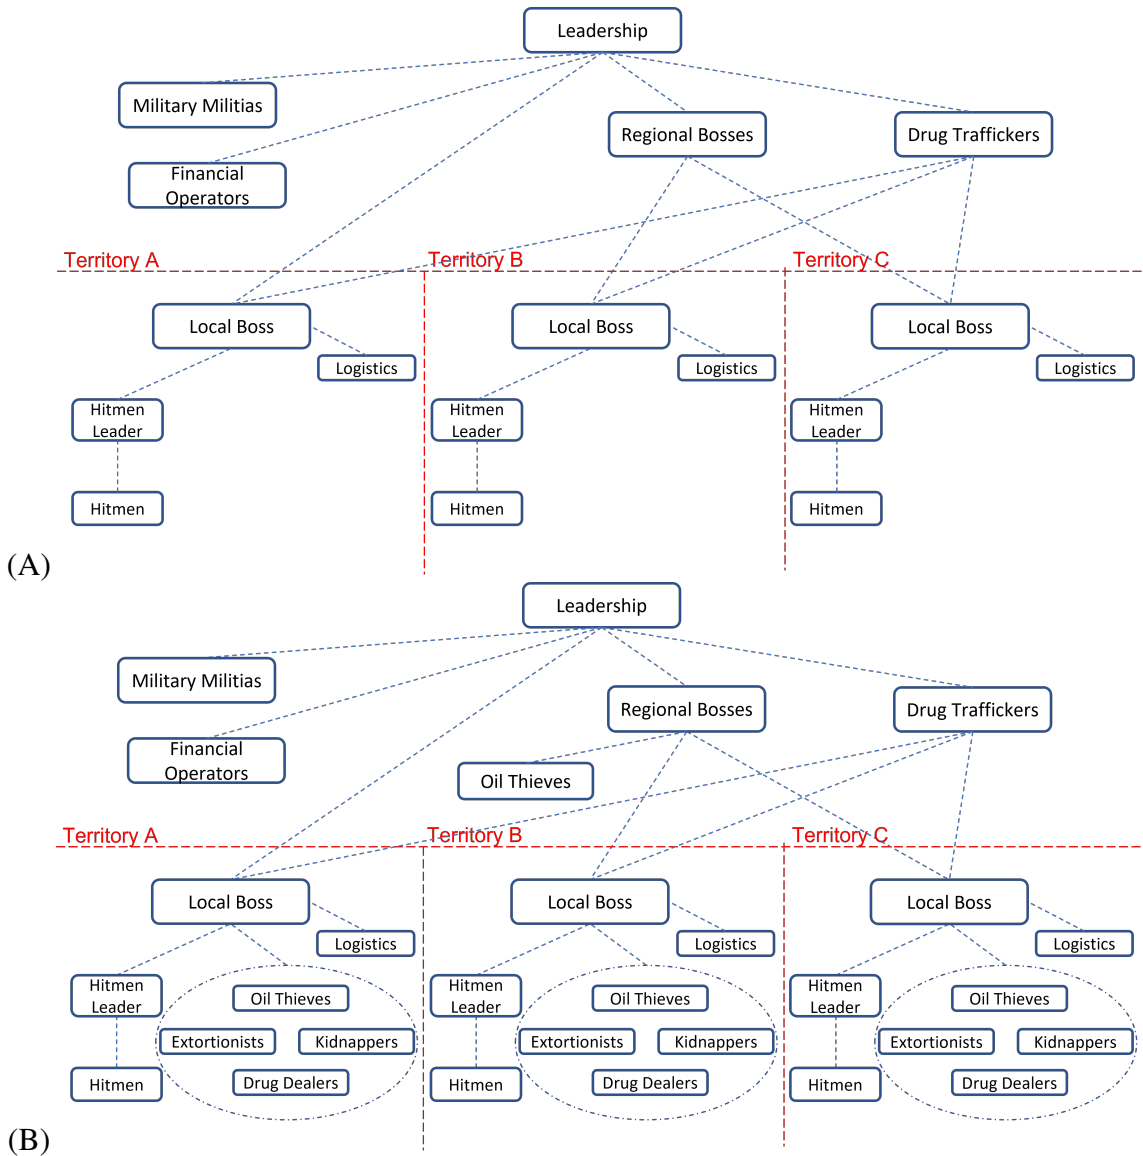 Leadership
Military Militias
Regional Bosses
Drug Traffickers
Financial
Operators
Territory A
Territory B
Territory C
Local Boss
Local Boss
Local Boss
Logistics
Logistics
Logistics
Hitmen
Leader
Hitmen
Leader
Hitmen
Leader
Hitmen
Hitmen
Hitmen
(A)
Leadership
Military Militias
Regional Bosses
Drug Traffickers
Financial
Operators
Oil Thieves
Territory A
Territory B
Territory C
Local Boss
Local Boss
Local Boss
Logistics
Logistics
Logistics
Hitmen
Leader
Oil Thieves
Hitmen
Leader
Oil Thieves
Hitmen
Leader
Oil Thieves
Extortionists
Kidnappers
Extortionists
Kidnappers
Extortionists
Kidnappers
Hitmen
Drug Dealers
Hitmen
Drug Dealers
Hitmen
Drug Dealers
(B)